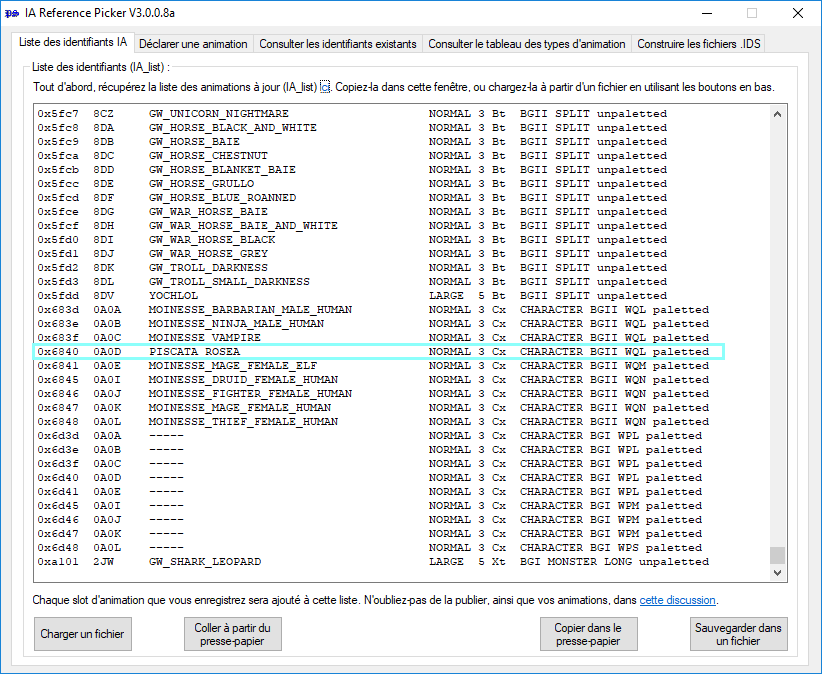 IA Reference Picker V3.0.0.8a
Liste des identifiants IA Déclarer une animation Consulter les identifiants existants Consulter le tableau des types d'animation Construire les fichiers .IDS
Liste des identifiants (IA_list) :
Tout d'abord, récupérez la liste des animations à jour (IA_list) ici. Copiez-la dans cette fenêtre, ou chargez-la à partir d'un fichier en utilisant les boutons en bas.
0x5fc7 8CZ GW_UNICORN_NIGHTMARE NORMAL 3 Bt BGII SPLIT unpaletted
0x5fc8 8DA GW_HORSE_BLACK_AND_WHITE NORMAL 3 Bt BGII SPLIT unpaletted
0x5fc9 8DB GW_HORSE_BAIE NORMAL 3 Bt BGII SPLIT unpaletted
0x5fca 8DC GW_HORSE_CHESTNUT NORMAL 3 Bt BGII SPLIT unpaletted
0x5fcb 8DD GW_HORSE_BLANKET_BAIE NORMAL 3 Bt BGII SPLIT unpaletted
0x5fcc 8DE GW_HORSE_GRULLO NORMAL 3 Bt BGII SPLIT unpaletted
0x5fcd 8DF GW_HORSE_BLUE_ROANNED NORMAL 3 Bt BGII SPLIT unpaletted
0x5fce 8DG GW_WAR_HORSE_BAIE NORMAL 3 Bt BGII SPLIT unpaletted
0x5fcf 8DH GW_WAR_HORSE_BAIE_AND_WHITE NORMAL 3 Bt BGII SPLIT unpaletted
0x5fd0 8DI GW_WAR_HORSE_BLACK NORMAL 3 Bt BGII SPLIT unpaletted
0x5fd1 8DJ GW_WAR_HORSE_GREY NORMAL 3 Bt BGII SPLIT unpaletted
0x5fd2 8DK GW_TROLL_DARKNESS NORMAL 3 Bt BGII SPLIT unpaletted
0x5fd3 8DL GW_TROLL_SMALL_DARKNESS NORMAL 3 Bt BGII SPLIT unpaletted
0x5fdd 8DV YOCHLOL LARGE 5 Bt BGII SPLIT unpaletted
0x683d 0A0A MOINESSE_BARBARIAN_MALE_HUMAN NORMAL 3 Cx CHARACTER BGII WQL paletted
0x683e 0A0B MOINESSE_NINJA_MALE_HUMAN NORMAL 3 Cx CHARACTER BGII WQL paletted
0x683f 0A0C MOINESSE_VAMPIRE NORMAL 3 Cx CHARACTER BGII WQL paletted
0x6840 0A0D PISCATA_ROSEA NORMAL 3 Cx CHARACTER BGII WQL paletted
0x6841 0A0E MOINESSE_MAGE_FEMALE_ELF NORMAL 3 Cx CHARACTER BGII WQM paletted
0x6845 0A0I MOINESSE_DRUID_FEMALE_HUMAN NORMAL 3 Cx CHARACTER BGII WQN paletted
0x6846 0A0J MOINESSE_FIGHTER_FEMALE_HUMAN NORMAL 3 Cx CHARACTER BGII WQN paletted
0x6847 0A0K MOINESSE_MAGE_FEMALE_HUMAN NORMAL 3 Cx CHARACTER BGII WQN paletted
0x6848 0A0L MOINESSE_THIEF_FEMALE_HUMAN NORMAL 3 Cx CHARACTER BGII WQN paletted
0x6d3d 0A0A ----- NORMAL 3 Cx CHARACTER BGI WPL paletted
0x6d3e 0A0B ----- NORMAL 3 Cx CHARACTER BGI WPL paletted
0x6d3f 0A0C ----- NORMAL 3 Cx CHARACTER BGI WPL paletted
0x6d40 0A0D ----- NORMAL 3 Cx CHARACTER BGI WPL paletted
0x6d41 0A0E ----- NORMAL 3 Cx CHARACTER BGI WPL paletted
0x6d45 0A0I ----- NORMAL 3 Cx CHARACTER BGI WPM paletted
0x6d46 0A0J ----- NORMAL 3 Cx CHARACTER BGI WPM paletted
0x6d47 0A0K ----- NORMAL 3 Cx CHARACTER BGI WPM paletted
0x6d48 0A0L ----- NORMAL 3 Cx CHARACTER BGI WPS paletted
0xa101 2JW GW_SHARK_LEOPARD LARGE 5 Xt BGI MONSTER LONG unpaletted
Chaque slot d'animation que vous enregistrez sera ajouté à cette liste. N'oubliez-pas de la publier, ainsi que vos animations, dans cette discussion.
Charger un fichier
Coller à partir du
presse-papier
Copier dans le
presse-papier
Sauvegarder dans
un fichier